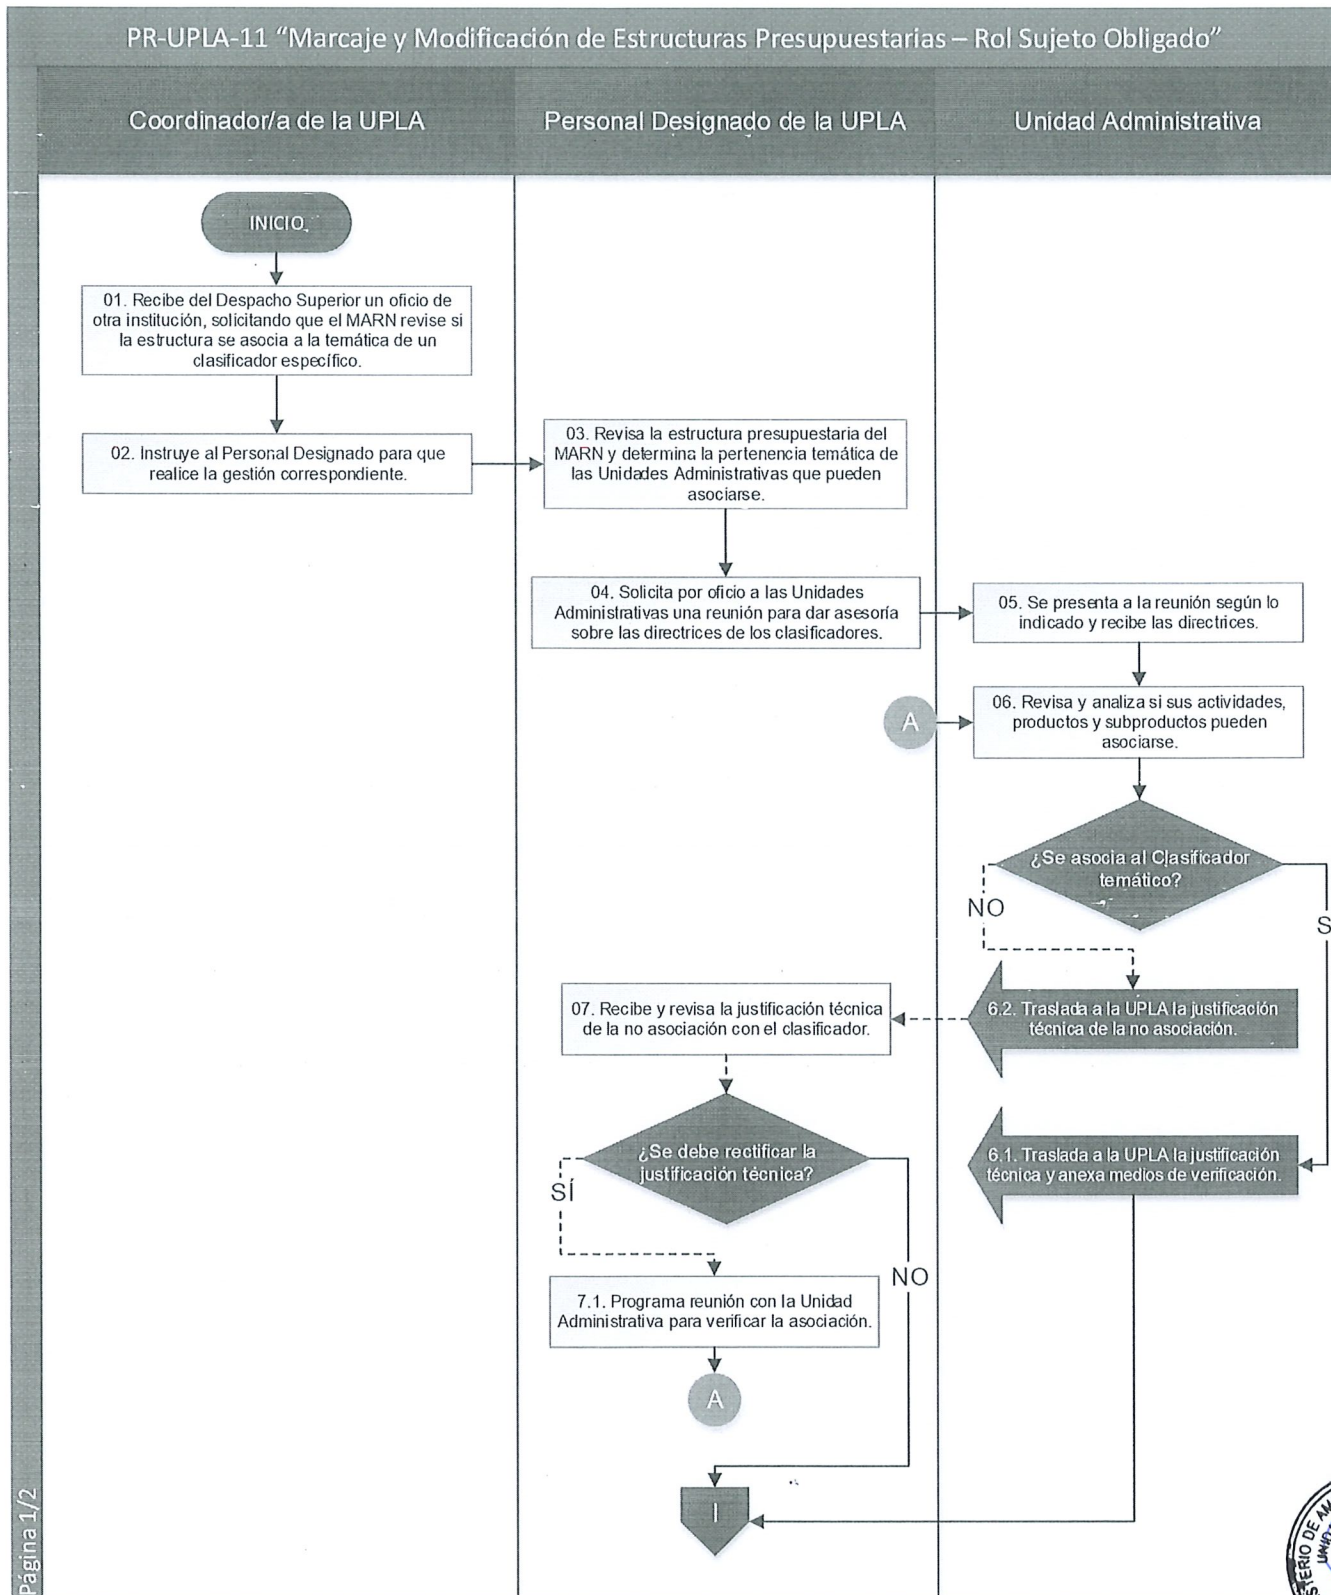 PR-UPLA-11 “Marcaje y Modificación de Estructuras Presupuestarias – Rol Sujeto Obligado”
Coordinador/a de la UPLA
Personal Designado de la UPLA
Unidad Administrativa
INICIO
01. Recibe del Despacho Superior un oficio de
otra institución, solicitando que el MARN revise si
la estructura se asocia a la temática de un
clasificador específico.
02. Instruye al Personal Designado para que
realice la gestión correspondiente.
03. Revisa la estructura presupuestaria del
MARN y determina la pertenencia temática de
las Unidades Administrativas que pueden
asociarse.
04. Solicita por oficio a las Unidades
Administrativas una reunión para dar asesoría
sobre las directrices de los clasificadores.
05. Se presenta a la reunión según lo
indicado y recibe las directrices.
A
06. Revisa y analiza si sus actividades,
productos y subproductos pueden
asociarse.
¿Se asocia al Clasificador
temático?
NO
S
6.2. Traslada a la UPLA la justificación
técnica de la no asociación.
07. Recibe y revisa la justificación técnica
de la no asociación con el clasificador.
6.1. Traslada a la UPLA la justificación
técnica y anexa medios de verificación.
¿Se debe rectificar la
justificación técnica?
SÍ
NO
7.1. Programa reunión con la Unidad
Administrativa para verificar la asociación.
A
I
Página 1/2